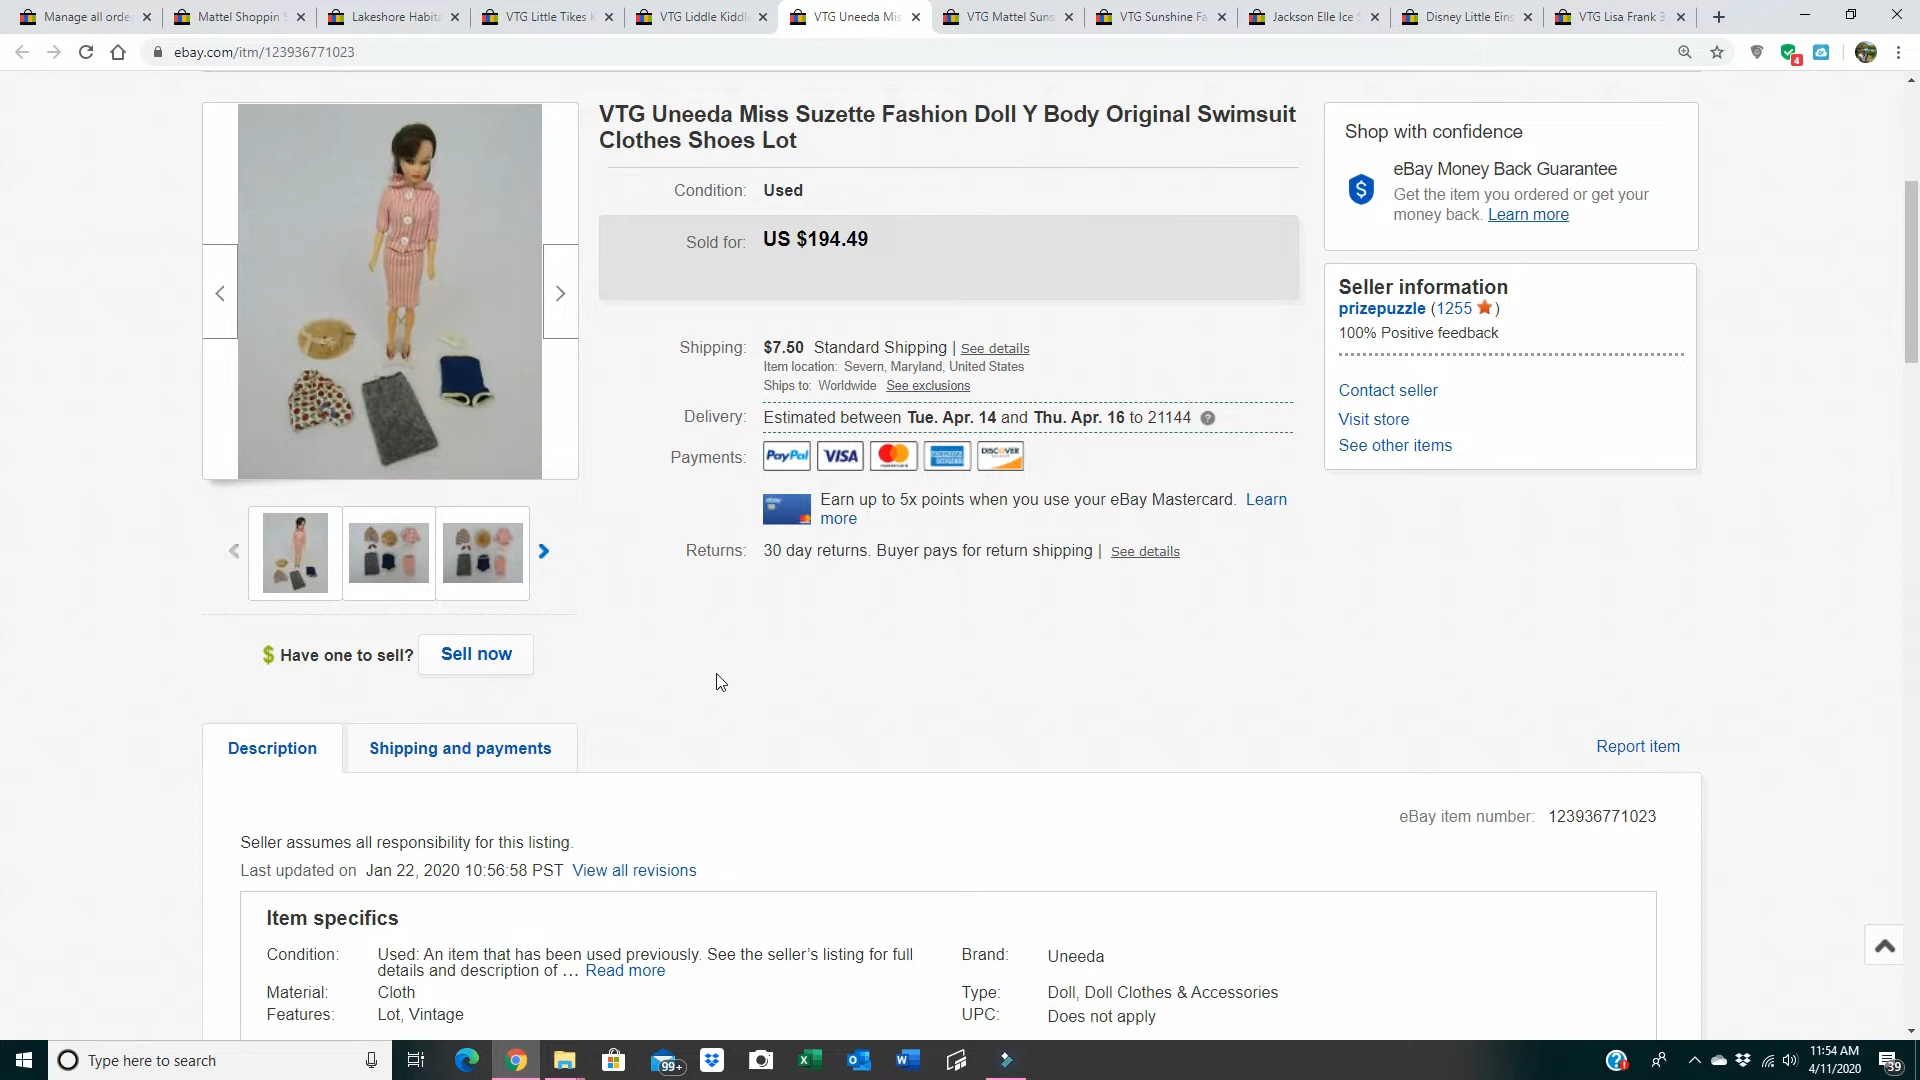 Manage all orde
Mattel Shoppin S
Lakeshore Habita
VTG Little Tikes K
VTG Liddle Kiddl
VTG Uneeda Mis
VTG Mattel Suns
VTG Sunshine Fa
Jackson Elle Ice S
Disney Little Eins
VTG Lisa Frank 3
ebay.com/itm/123936771023
4
VTG Uneeda Miss Suzette Fashion Doll Y Body Original Swimsuit
Clothes Shoes Lot
Condition: Used
Sold for: US $194.49
Shipping: $7.50 Standard Shipping | See details
Item location: Severn, Maryland, United States
Ships to: Worldwide See exclusions
Delivery: Estimated between Tue. Apr. 14 and Thu. Apr. 16 to 21144 ?
Payments: PayPal VISA DISCOVER
Earn up to 5x points when you use your eBay Mastercard. Learn
more
Returns: 30 day returns. Buyer pays for return shipping | See details
Shop with confidence
eBay Money Back Guarantee
Get the item you ordered or get your
money back. Learn more
Seller information
prizepuzzle (1255 )
100% Positive feedback
Contact seller
Visit store
See other items
$ Have one to sell? Sell now
Description
Shipping and payments
Report item
eBay item number: 123936771023
Seller assumes all responsibility for this listing.
Last updated on Jan 22, 2020 10:56:58 PST View all revisions
Item specifics
Condition: Used: An item that has been used previously. See the seller’s listing for full
details and description of ... Read more
Brand: Uneeda
Material: Cloth
Type: Doll, Doll Clothes & Accessories
Features: Lot, Vintage
UPC: Does not apply
Type here to search
99+
11:54 AM
4/11/2020
39